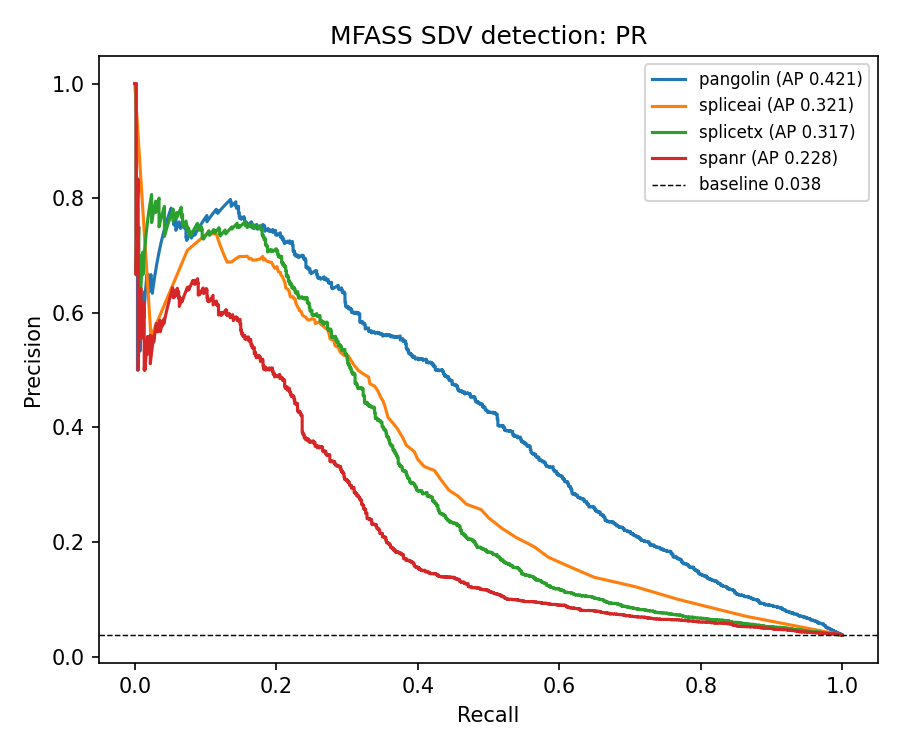 MFASS SDV detection: PR
pangolin (AP 0.421)
spliceai (AP 0.321)
splicetx (AP 0.317)
spanr (AP 0.228)
baseline 0.038
Precision
1.0
0.8
0.6
0.4
0.2
0.0
0.0 0.2 0.4 0.6 0.8 1.0
Recall